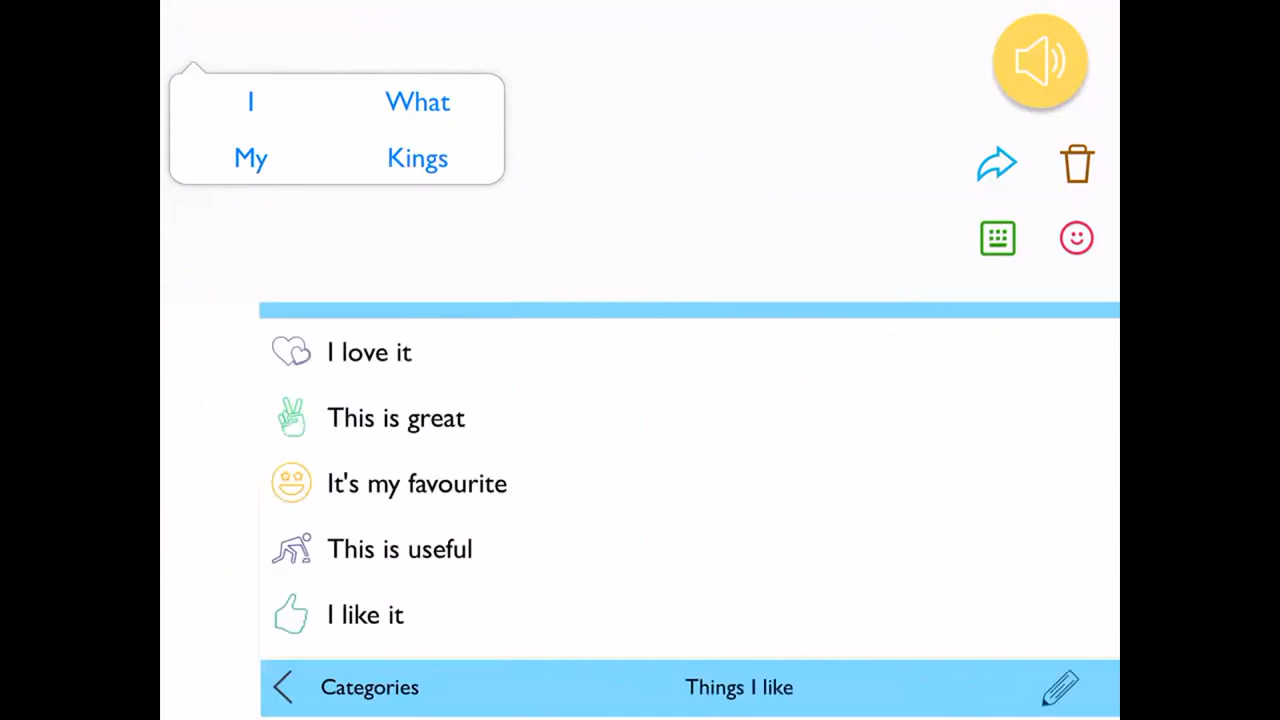 I What
My Kings
I love it
This is great
It's my favourite
This is useful
I like it
Categories Things I like